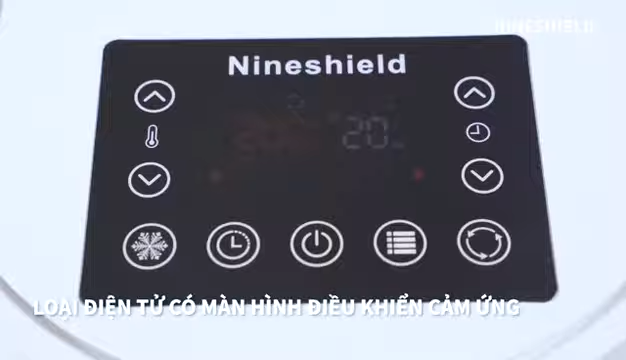 NINESHIELD
Nineshield
20
LOẠI ĐIỆN TỬ CÓ MÀN HÌNH ĐIỀU KHIỂN CẢM ỨNG